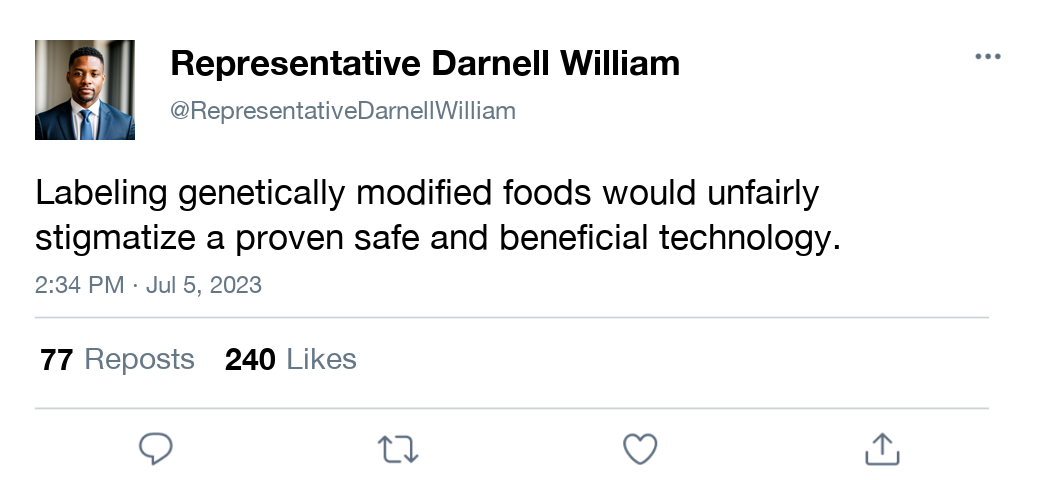 Representative Darnell William
@RepresentativeDarnellWilliam
Labeling genetically modified foods would unfairly
stigmatize a proven safe and beneficial technology.
2:34 PM · Jul 5, 2023
77 Reposts 240 Likes